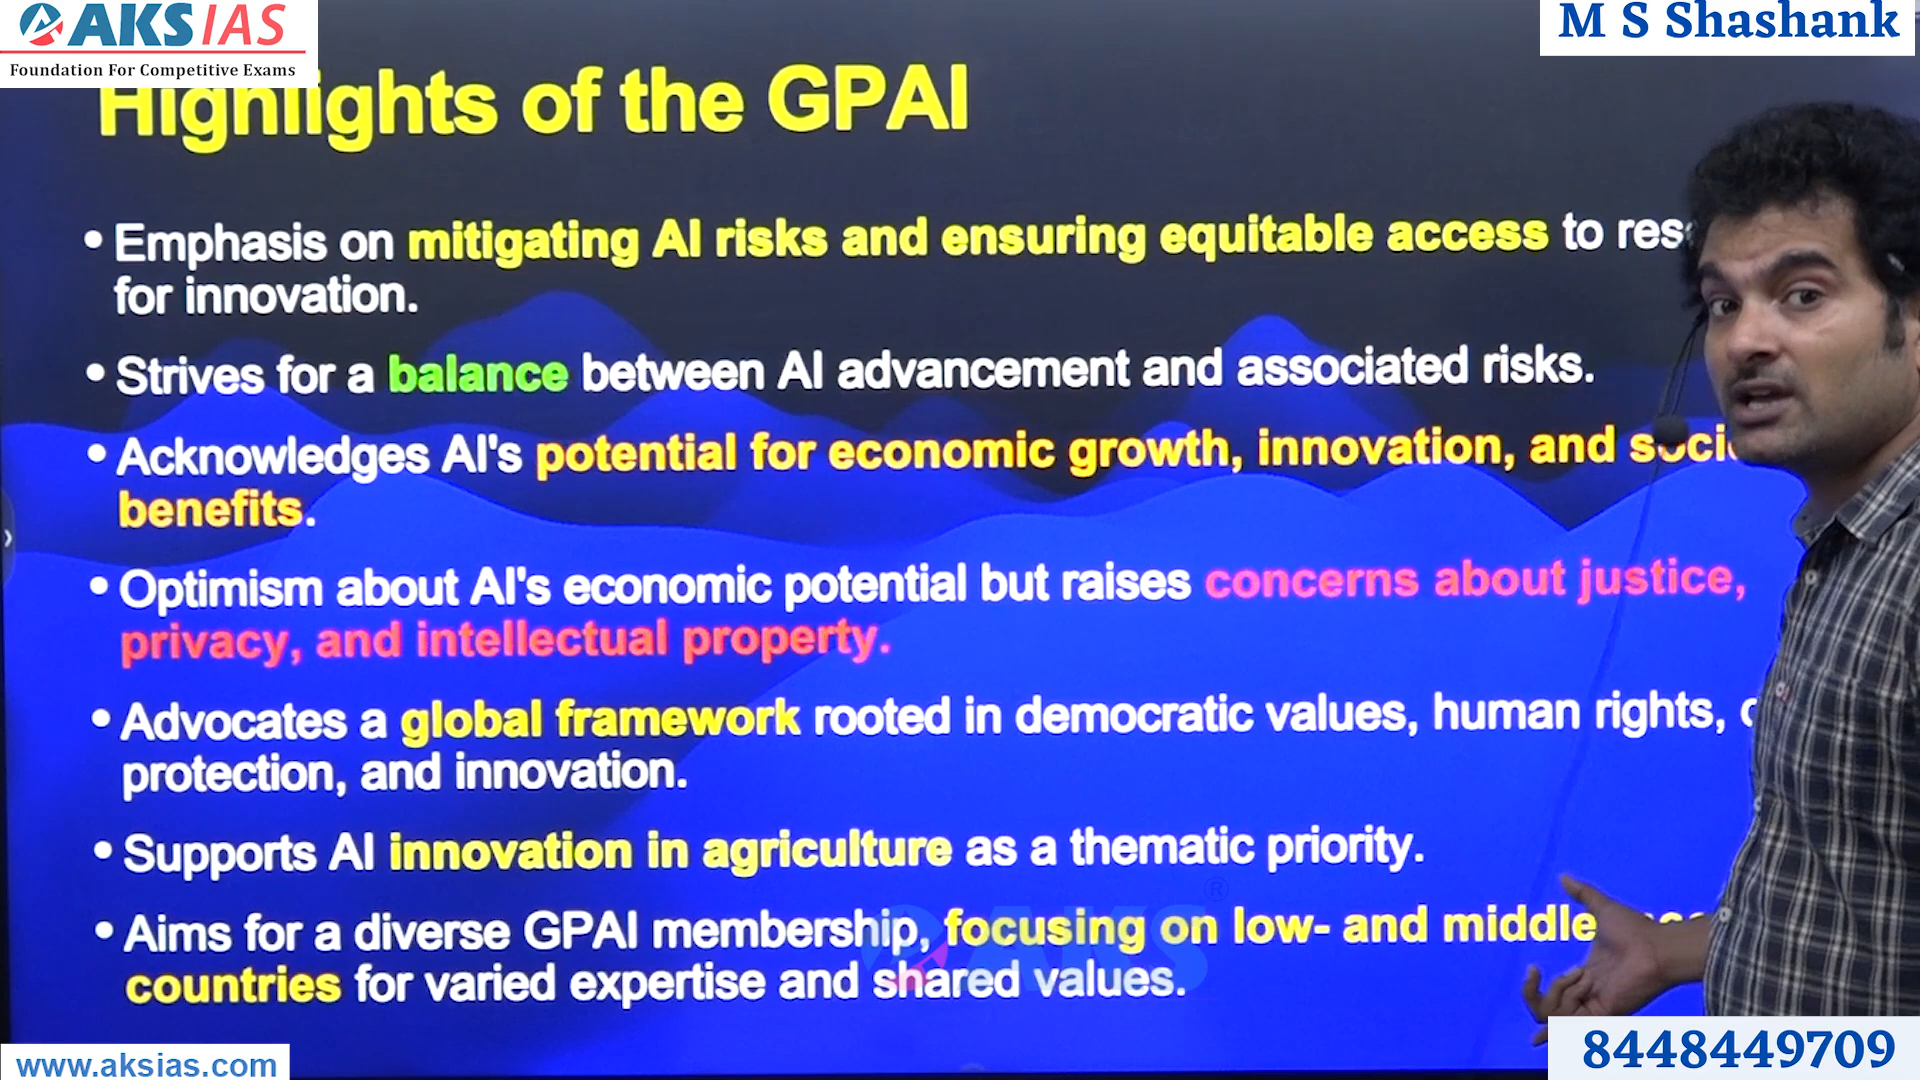 AKS IAS
Foundation For Competitive Exams
M S Shashank
Highlights of the GPAI
• Emphasis on mitigating AI risks and ensuring equitable access to
for innovation.
• Strives for a balance between AI advancement and associated risks.
• Acknowledges AI's potential for economic growth, innovation, and
benefits.
• Optimism about AI's economic potential but raises concerns about justice,
privacy, and intellectual property.
• Advocates a global framework rooted in democratic values, human rights,
protection, and innovation.
• Supports AI innovation in agriculture as a thematic priority.
• Aims for a diverse GPAI membership, focusing on low- and middle
countries for varied expertise and shared values.
AKS ®
www.aksias.com
8448449709